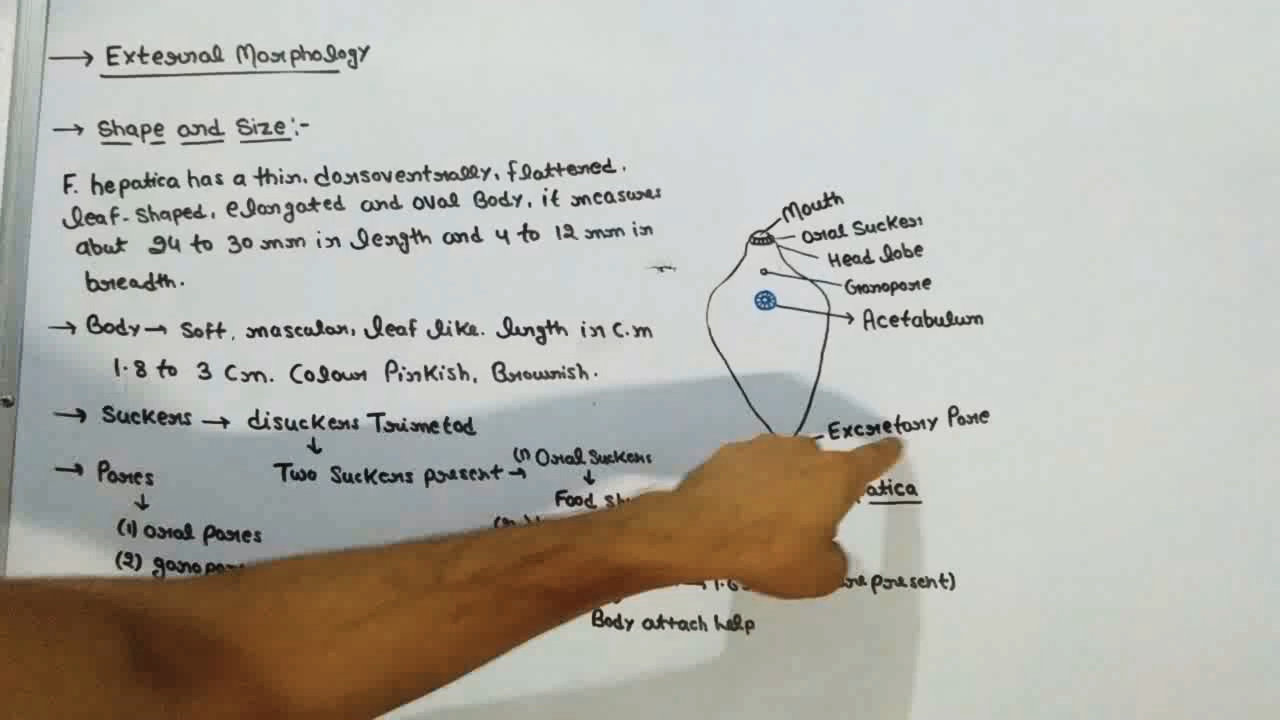 → External Morphology
→ Shape and Size:-
F. hepatica has a thin, dorsoventrally, flattened.
leaf-shaped, elongated and oval Body, it measures
abut 24 to 30 mm in length and 4 to 12 mm in
breadth.
→ Body → Soft, mascular, leaf like. length in C.m
1.8 to 3 Cm. Colour Pinkish, Brownish.
→ Suckers → disuckers Trimetod
↓
Two Suckers present → (1) Oral Suckers
↓
Food
→ Pores
↓
(1) oral pores
(2)
Body attach help
Mouth
Oral Sucker
Head lobe
Gonopore
→ Acetabulum
Excretory Pore
present)